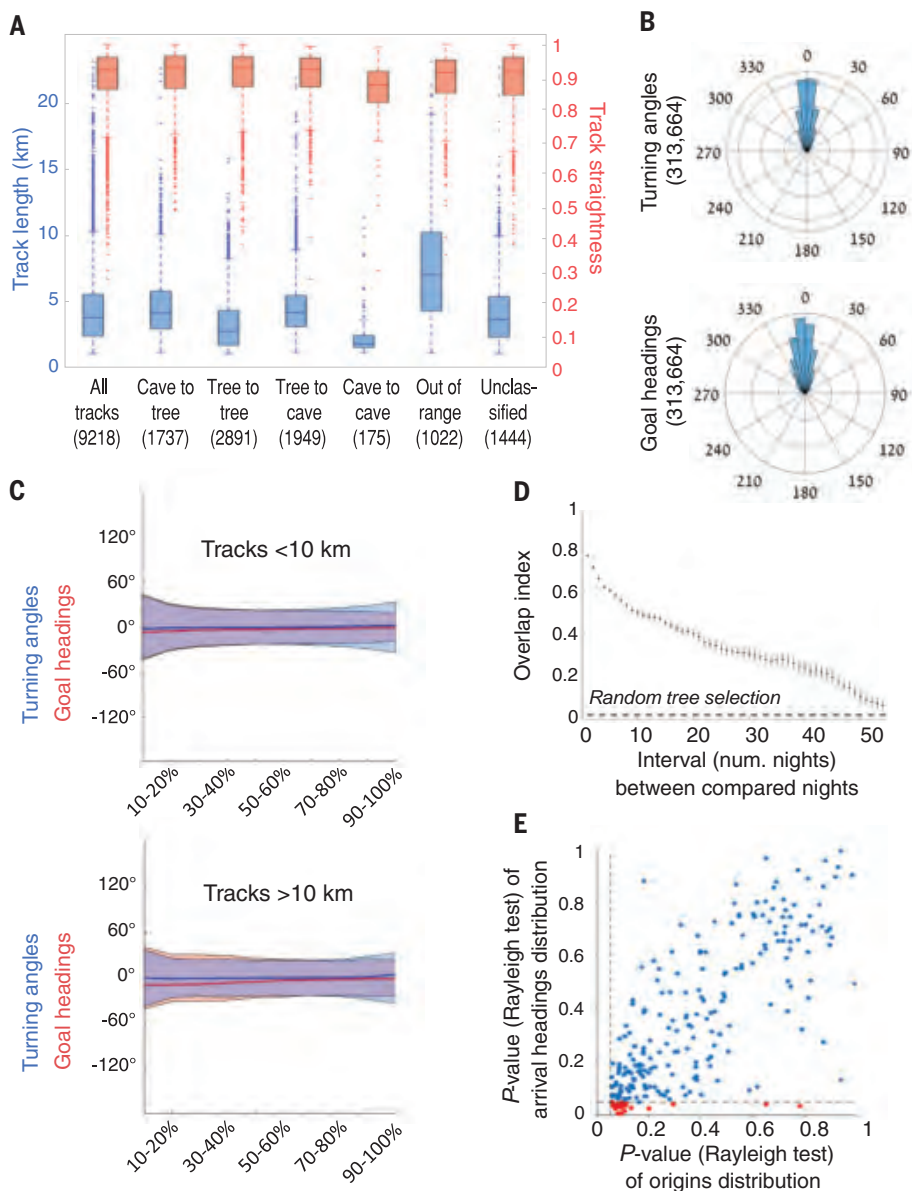 A
Track length (km)
20
15
10
5
0
1
0.9
0.8
0.7
0.6
0.5
0.4
0.3
0.2
0.1
0
Track straightness
All tracks (9218)
Cave to tree (1737)
Tree to tree (2891)
Tree to cave (1949)
Cave to cave (175)
Out of range (1022)
Unclas-sified (1444)
B
Turning angles (313,664)
0
30
60
90
120
150
180
210
240
270
300
330
Goal headings (313,664)
0
30
60
90
120
150
180
210
240
270
300
330
C
Turning angles
Goal headings
Tracks <10 km
120°
60°
0°
-60°
-120°
10-20%
30-40%
50-60%
70-80%
90-100%
Turning angles
Goal headings
Tracks >10 km
120°
60°
0°
-60°
-120°
10-20%
30-40%
50-60%
70-80%
90-100%
D
Overlap index
1
0.8
0.6
0.4
0.2
0
Random tree selection
0
10
20
30
40
50
Interval (num. nights)
between compared nights
E
P-value (Rayleigh test) of
arrival headings distribution
1
0.8
0.6
0.4
0.2
0
0
0.2
0.4
0.6
0.8
1
P-value (Rayleigh test)
of origins distribution